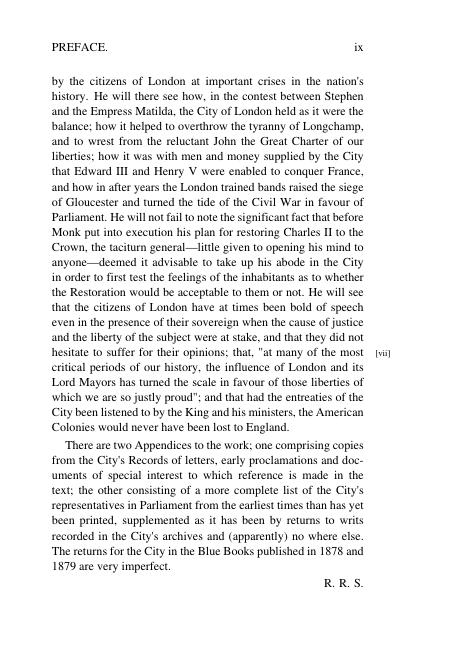 PREFACE. ix
by the citizens of London at important crises in the nation's
history. He will there see how, in the contest between Stephen
and the Empress Matilda, the City of London held as it were the
balance; how it helped to overthrow the tyranny of Longchamp,
and to wrest from the reluctant John the Great Charter of our
liberties; how it was with men and money supplied by the City
that Edward III and Henry V were enabled to conquer France,
and how in after years the London trained bands raised the siege
of Gloucester and turned the tide of the Civil War in favour of
Parliament. He will not fail to note the significant fact that before
Monk put into execution his plan for restoring Charles II to the
Crown, the taciturn general—little given to opening his mind to
anyone—deemed it advisable to take up his abode in the City
in order to first test the feelings of the inhabitants as to whether
the Restoration would be acceptable to them or not. He will see
that the citizens of London have at times been bold of speech
even in the presence of their sovereign when the cause of justice
and the liberty of the subject were at stake, and that they did not
hesitate to suffer for their opinions; that, "at many of the most [vii]
critical periods of our history, the influence of London and its
Lord Mayors has turned the scale in favour of those liberties of
which we are so justly proud"; and that had the entreaties of the
City been listened to by the King and his ministers, the American
Colonies would never have been lost to England.
There are two Appendices to the work; one comprising copies
from the City's Records of letters, early proclamations and doc-
uments of special interest to which reference is made in the
text; the other consisting of a more complete list of the City's
representatives in Parliament from the earliest times than has yet
been printed, supplemented as it has been by returns to writs
recorded in the City's archives and (apparently) no where else.
The returns for the City in the Blue Books published in 1878 and
1879 are very imperfect.
R. R. S.